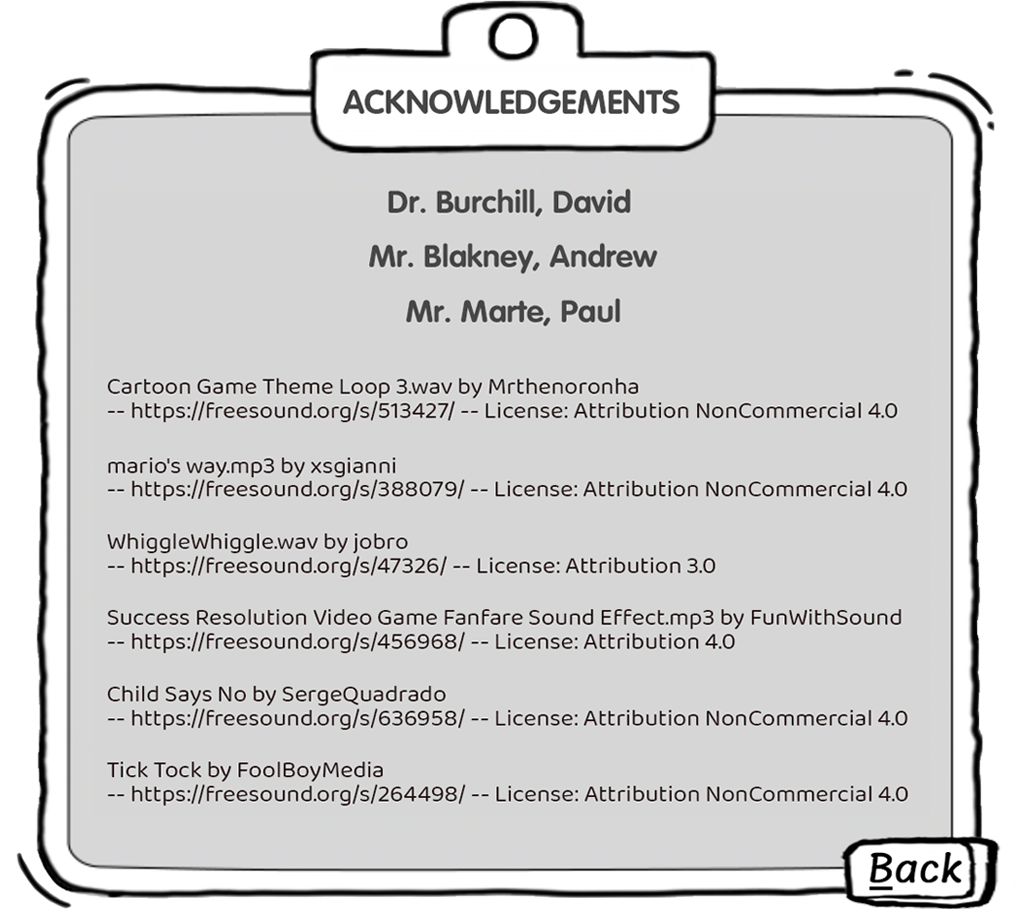 ACKNOWLEDGEMENTS
Dr. Burchill, David
Mr. Blakney, Andrew
Mr. Marte, Paul
Cartoon Game Theme Loop 3.wav by Mrthenoronha
-- https://freesound.org/s/513427/ -- License: Attribution NonCommercial 4.0
mario's way.mp3 by xsgianni
-- https://freesound.org/s/388079/ -- License: Attribution NonCommercial 4.0
WhiggleWhiggle.wav by jobro
-- https://freesound.org/s/47326/ -- License: Attribution 3.0
Success Resolution Video Game Fanfare Sound Effect.mp3 by FunWithSound
-- https://freesound.org/s/456968/ -- License: Attribution 4.0
Child Says No by SergeQuadrado
-- https://freesound.org/s/636958/ -- License: Attribution NonCommercial 4.0
Tick Tock by FoolBoyMedia
-- https://freesound.org/s/264498/ -- License: Attribution NonCommercial 4.0
Back